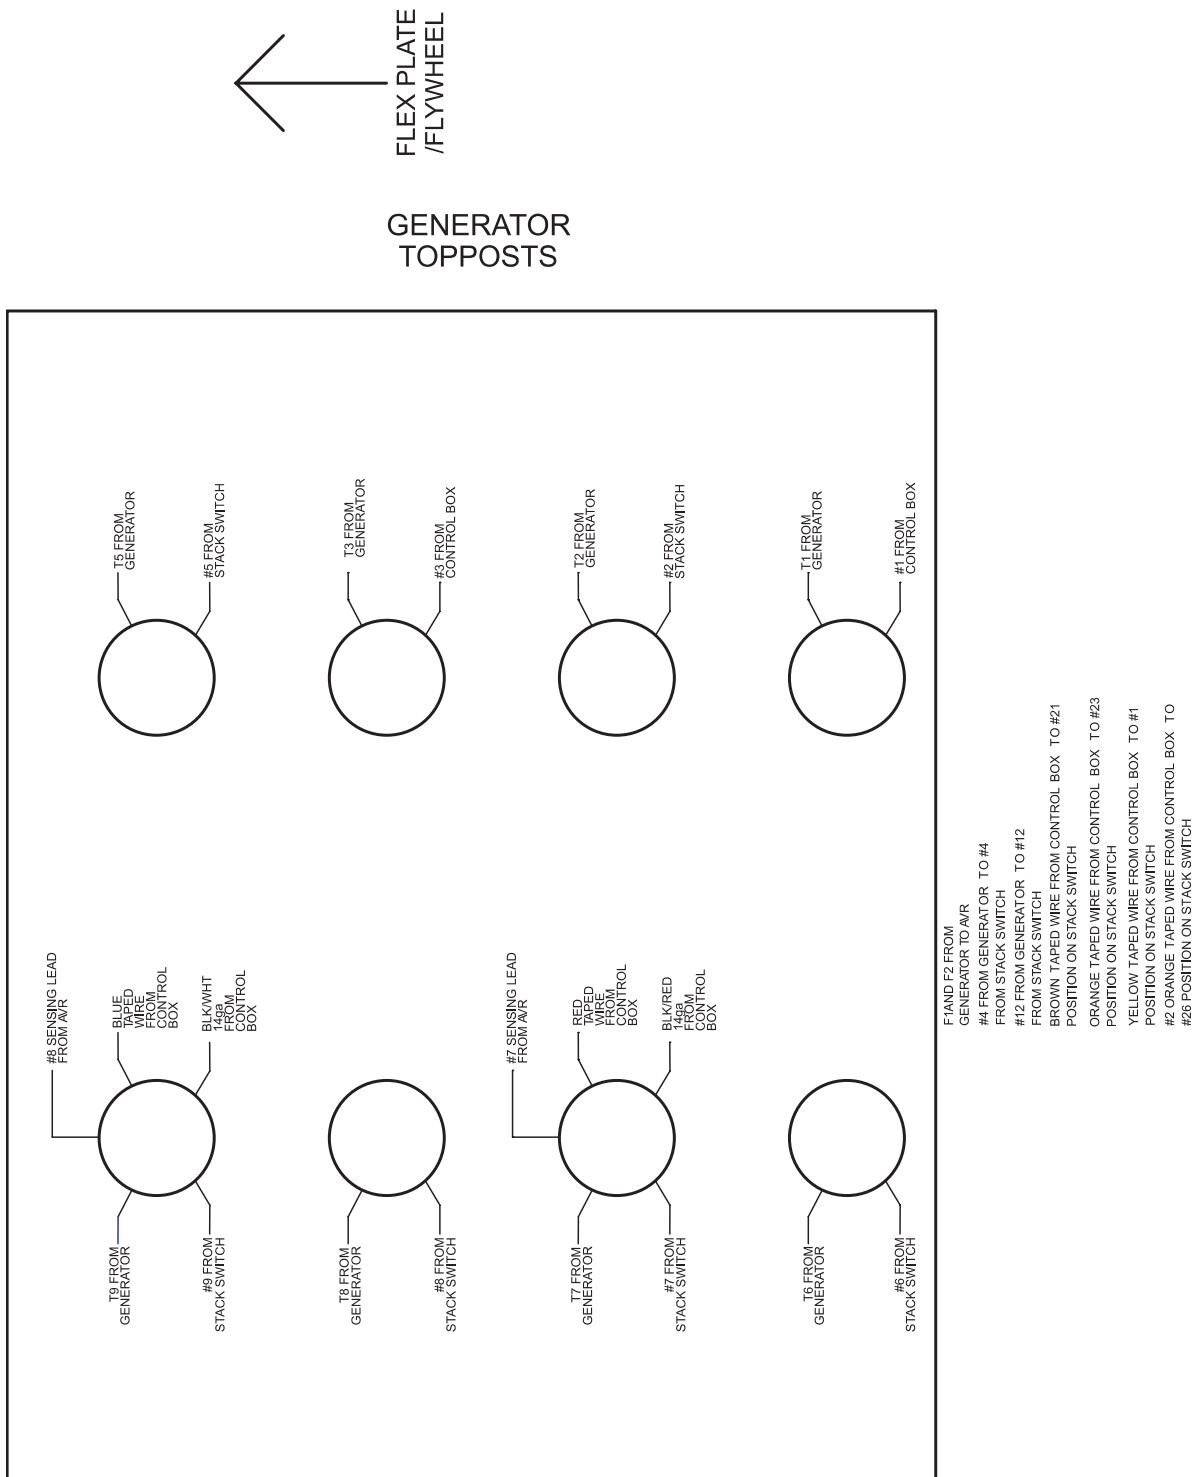 FLEX PLATE
/FLYWHEEL
GENERATOR
TOPPOSTS
T5 FROM
GENERATOR
#5 FROM
STACK SWITCH
T3 FROM
GENERATOR
#3 FROM
CONTROL BOX
T2 FROM
GENERATOR
#2 FROM
STACK SWITCH
T1 FROM
GENERATOR
#1 FROM
CONTROL BOX
#8 SENSING LEAD
FROM AVR
BLUE
TAPED
WIRE
FROM
CONTROL
BOX
BLK/WHT
14ga
FROM
CONTROL
BOX
T9 FROM
GENERATOR
#9 FROM
STACK SWITCH
T8 FROM
GENERATOR
#8 FROM
STACK SWITCH
#7 SENSING LEAD
FROM AVR
RED
TAPED
WIRE
FROM
CONTROL
BOX
BLK/RED
14ga
FROM
CONTROL
BOX
T7 FROM
GENERATOR
#7 FROM
STACK SWITCH
T6 FROM
GENERATOR
#6 FROM
STACK SWITCH
F1AND F2 FROM
GENERATOR TO AVR
#4 FROM GENERATOR TO #4
FROM STACK SWITCH
#12 FROM GENERATOR TO #12
FROM STACK SWITCH
BROWN TAPED WIRE FROM CONTROL BOX TO #21
POSITION ON STACK SWITCH
ORANGE TAPED WIRE FROM CONTROL BOX TO #23
POSITION ON STACK SWITCH
YELLOW TAPED WIRE FROM CONTROL BOX TO #1
POSITION ON STACK SWITCH
#2 ORANGE TAPED WIRE FROM CONTROL BOX TO
#26 POSITION ON STACK SWITCH